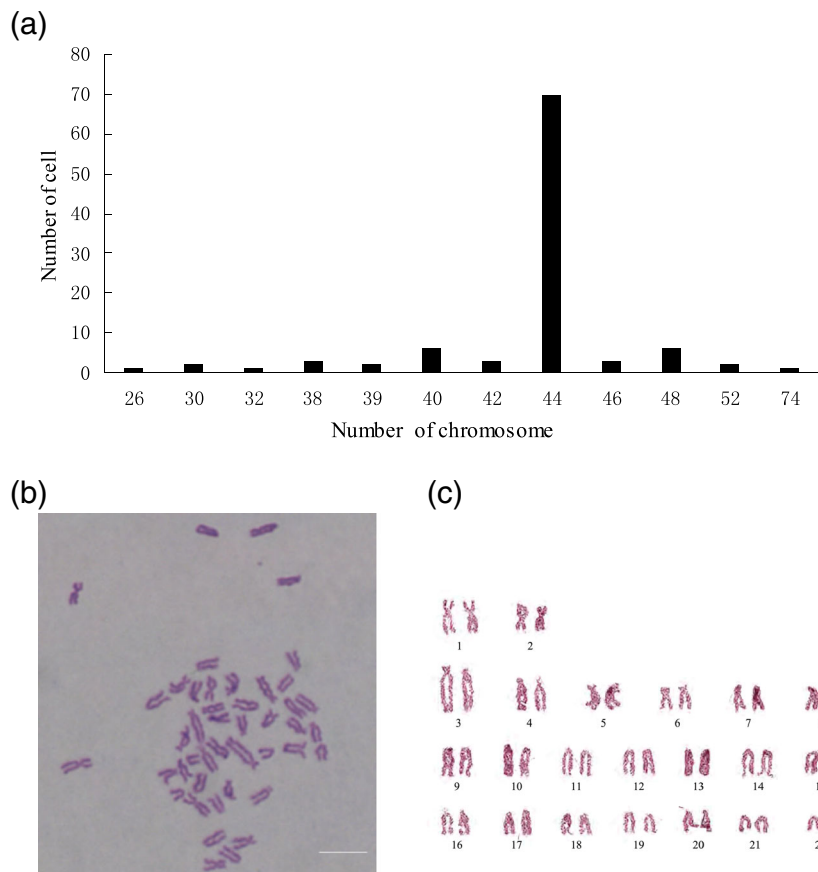 (a)
80
70
60
50
40
30
20
10
0
Number of cell
26 30 32 38 39 40 42 44 46 48 52 74
Number of chromosome
(b)
(c)
1 2
3 4 5 6 7
9 10 11 12 13 14 1
16 17 18 19 20 21 2